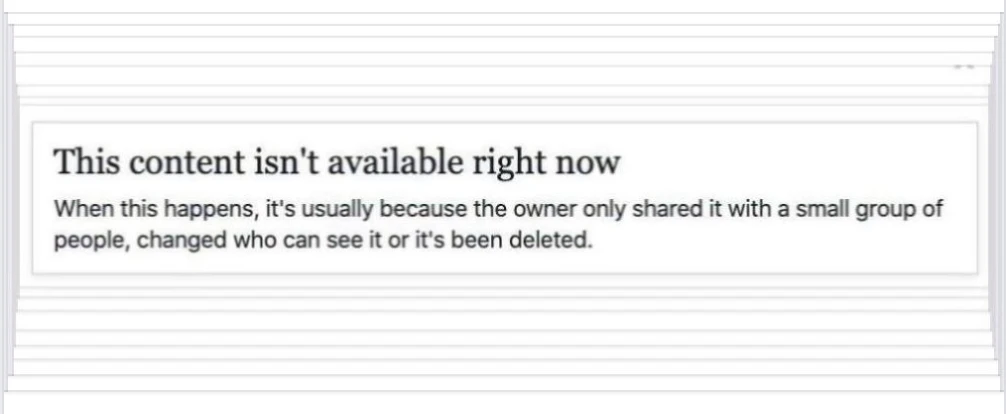 This content isn't available right now
When this happens, it's usually because the owner only shared it with a small group of
people, changed who can see it or it's been deleted.